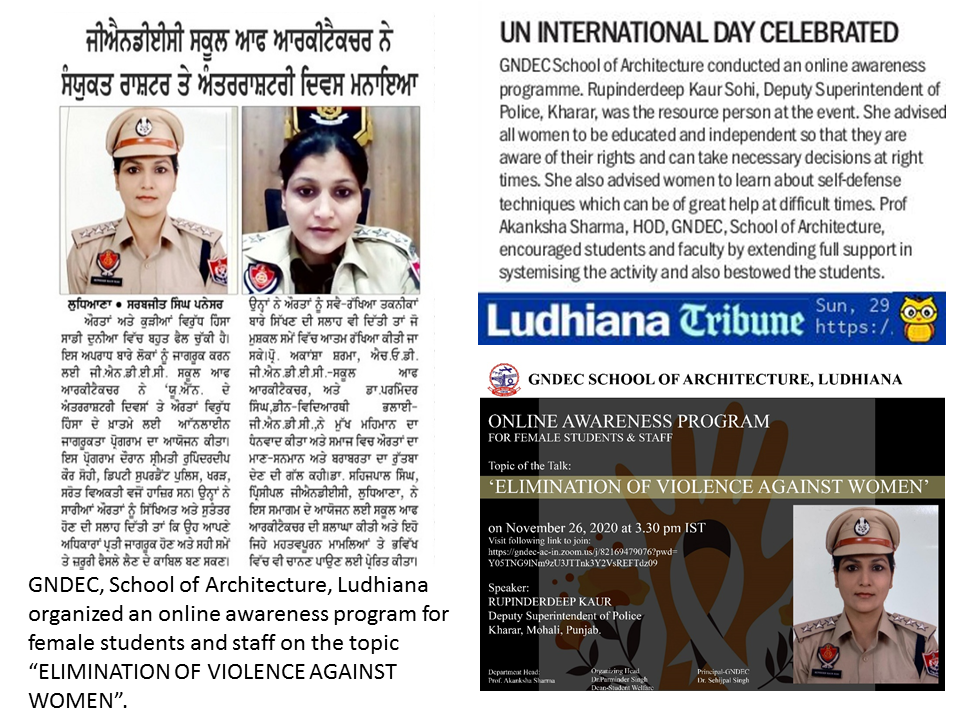 ਜੀਐਨਡੀਈਸੀ ਸਕੂਲ ਆਫ ਆਰਕੀਟੈਕਚਰ ਨੇ
ਸੰਯੁਕਤ ਰਾਸ਼ਟਰ ਤੇ ਅੰਤਰਰਾਸ਼ਟਰੀ ਦਿਵਸ ਮਨਾਇਆ
ਲੁਧਿਆਣਾ • ਸਰਬਜੀਤ ਸਿੰਘ ਪਨੇਸਰ
ਔਰਤਾਂ ਅਤੇ ਕੁੜੀਆਂ ਵਿਰੁੱਧ ਹਿੰਸਾ
ਸਾਡੀ ਦੁਨੀਆ ਵਿੱਚ ਬਹੁਤ ਫੈਲ ਚੁੱਕੀ ਹੈ।
ਇਸ ਅਪਰਾਧ ਬਾਰੇ ਲੋਕਾਂ ਨੂੰ ਜਾਗਰੂਕ ਕਰਨ
ਲਈ ਜੀ.ਐਨ.ਡੀ.ਈ.ਸੀ. ਸਕੂਲ ਆਫ
ਆਰਕੀਟੈਕਚਰ ਨੇ 'ਯੂ.ਐੱਨ. ਦੇ
ਅੰਤਰਰਾਸ਼ਟਰੀ ਦਿਵਸ' ਤੇ ਔਰਤਾਂ ਵਿਰੁੱਧ
ਹਿੰਸਾ ਦੇ ਖ਼ਾਤਮੇ ਲਈ ਆੱਨਲਾਈਨ
ਜਾਗਰੂਕਤਾ ਪ੍ਰੋਗਰਾਮ ਦਾ ਆਯੋਜਨ ਕੀਤਾ।
ਇਸ ਪ੍ਰੋਗਰਾਮ ਦੌਰਾਨ ਸ੍ਰੀਮਤੀ ਰੁਪਿੰਦਰਦੀਪ
ਕੌਰ ਸੋਹੀ, ਡਿਪਟੀ ਸੁਪਰਡੈਂਟ ਪੁਲਿਸ, ਖਰੜ,
ਸਰੋਤ ਵਿਅਕਤੀ ਵਜੋਂ ਹਾਜ਼ਿਰ ਸਨ। ਉਨ੍ਹਾਂ ਨੇ
ਸਾਰੀਆਂ ਔਰਤਾਂ ਨੂੰ ਸਿੱਖਿਅਤ ਅਤੇ ਸੁਤੰਤਰ
ਹੋਣ ਦੀ ਸਲਾਹ ਦਿੱਤੀ ਤਾਂ ਕਿ ਉਹ ਆਪਣੇ
ਅਧਿਕਾਰਾਂ ਪ੍ਰਤੀ ਜਾਗਰੂਕ ਹੋਣ ਅਤੇ ਸਹੀ ਸਮੇਂ
ਤੇ ਜ਼ਰੂਰੀ ਫੈਸਲੇ ਲੈਣ ਦੇ ਕਾਬਿਲ ਬਣ ਸਕਣ।
ਉਨ੍ਹਾਂ ਨੇ ਔਰਤਾਂ ਨੂੰ ਸਵੈ-ਰੱਖਿਆ ਤਕਨੀਕਾਂ
ਬਾਰੇ ਸਿੱਖਣ ਦੀ ਸਲਾਹ ਵੀ ਦਿੱਤੀ ਤਾਂ ਜੋ
ਮੁਸ਼ਕਲ ਸਮੇਂ ਵਿੱਚ ਆਤਮ ਰੱਖਿਆ ਕੀਤੀ ਜਾ
ਸਕੇ।ਪ੍ਰੋ. ਅਕਾਂਸ਼ਾ ਸ਼ਰਮਾ, ਐਚ.ਓ.ਡੀ.
ਜੀ.ਐਨ.ਡੀ.ਈ.ਸੀ.-ਸਕੂਲ ਆਫ
ਆਰਕੀਟੈਕਚਰ, ਅਤੇ ਡਾ.ਪਰਮਿੰਦਰ
ਸਿੰਘ,ਡੀਨ-ਵਿਦਿਆਰਥੀ ਭਲਾਈ-
ਜੀ.ਐਨ.ਡੀ.ਈ.ਸੀ.,ਨੇ ਮੁੱਖ ਮਹਿਮਾਨ ਦਾ
ਧੰਨਵਾਦ ਕੀਤਾ ਅਤੇ ਸਮਾਜ ਵਿਚ ਔਰਤਾਂ ਦਾ
ਮਾਣ-ਸਨਮਾਨ ਅਤੇ ਬਰਾਬਰਤਾ ਦਾ ਰੁੱਤਬਾ
ਦੇਣ ਦੀ ਗੱਲ ਕਹੀ।ਡਾ. ਸਹਿਜਪਾਲ ਸਿੰਘ,
ਪ੍ਰਿੰਸੀਪਲ ਜੀਐਨਡੀਈਸੀ, ਲੁਧਿਆਣਾ, ਨੇ
ਇਸ ਸਮਾਗਮ ਦੇ ਆਯੋਜਨ ਲਈ ਸਕੂਲ ਆਫ
ਆਰਕੀਟੈਕਚਰ ਦੀ ਸ਼ਲਾਘਾ ਕੀਤੀ ਅਤੇ ਇਹੋ
ਜਿਹੇ ਮਹਤਵਪੂਰਨ ਮਾਮਲਿਆਂ ਤੇ ਭਵਿੱਖ
ਵਿੱਚ ਵੀ ਚਾਨਣ ਪਾਉਣ ਲਈ ਪ੍ਰੇਰਿਤ ਕੀਤਾ।
GNDEC, School of Architecture, Ludhiana
organized an online awareness program for
female students and staff on the topic
“ELIMINATION OF VIOLENCE AGAINST
WOMEN”.
UN INTERNATIONAL DAY CELEBRATED
GNDEC School of Architecture conducted an online awareness
programme. Rupinderdeep Kaur Sohi, Deputy Superintendent of
Police, Kharar, was the resource person at the event. She advised
all women to be educated and independent so that they are
aware of their rights and can take necessary decisions at right
times. She also advised women to learn about self-defense
techniques which can be of great help at difficult times. Prof
Akanksha Sharma, HOD, GNDEC, School of Architecture,
encouraged students and faculty by extending full support in
systemising the activity and also bestowed the students.
Ludhiana Tribune
Sun, 29
https:/.
GNDEC SCHOOL OF ARCHITECTURE, LUDHIANA
ONLINE AWARENESS PROGRAM
FOR FEMALE STUDENTS & STAFF
Topic of the Talk:
‘ELIMINATION OF VIOLENCE AGAINST WOMEN’
on November 26, 2020 at 3.30 pm IST
Visit following link to join:
https://gndec-ac-in.zoom.us/j/82169479076?pwd=
Y05TNG9lNm9zU3JTTnk3Y2VsREFTdz09
Speaker:
RUPINDERDEEP KAUR
Deputy Superintendent of Police
Kharar, Mohali, Punjab.
Department Head:
Prof. Akanksha Sharma
Organizing Head
Dr.Parminder Singh
Dean-Student Welfare
Principal-GNDEC
Dr. Sehijpal Singh